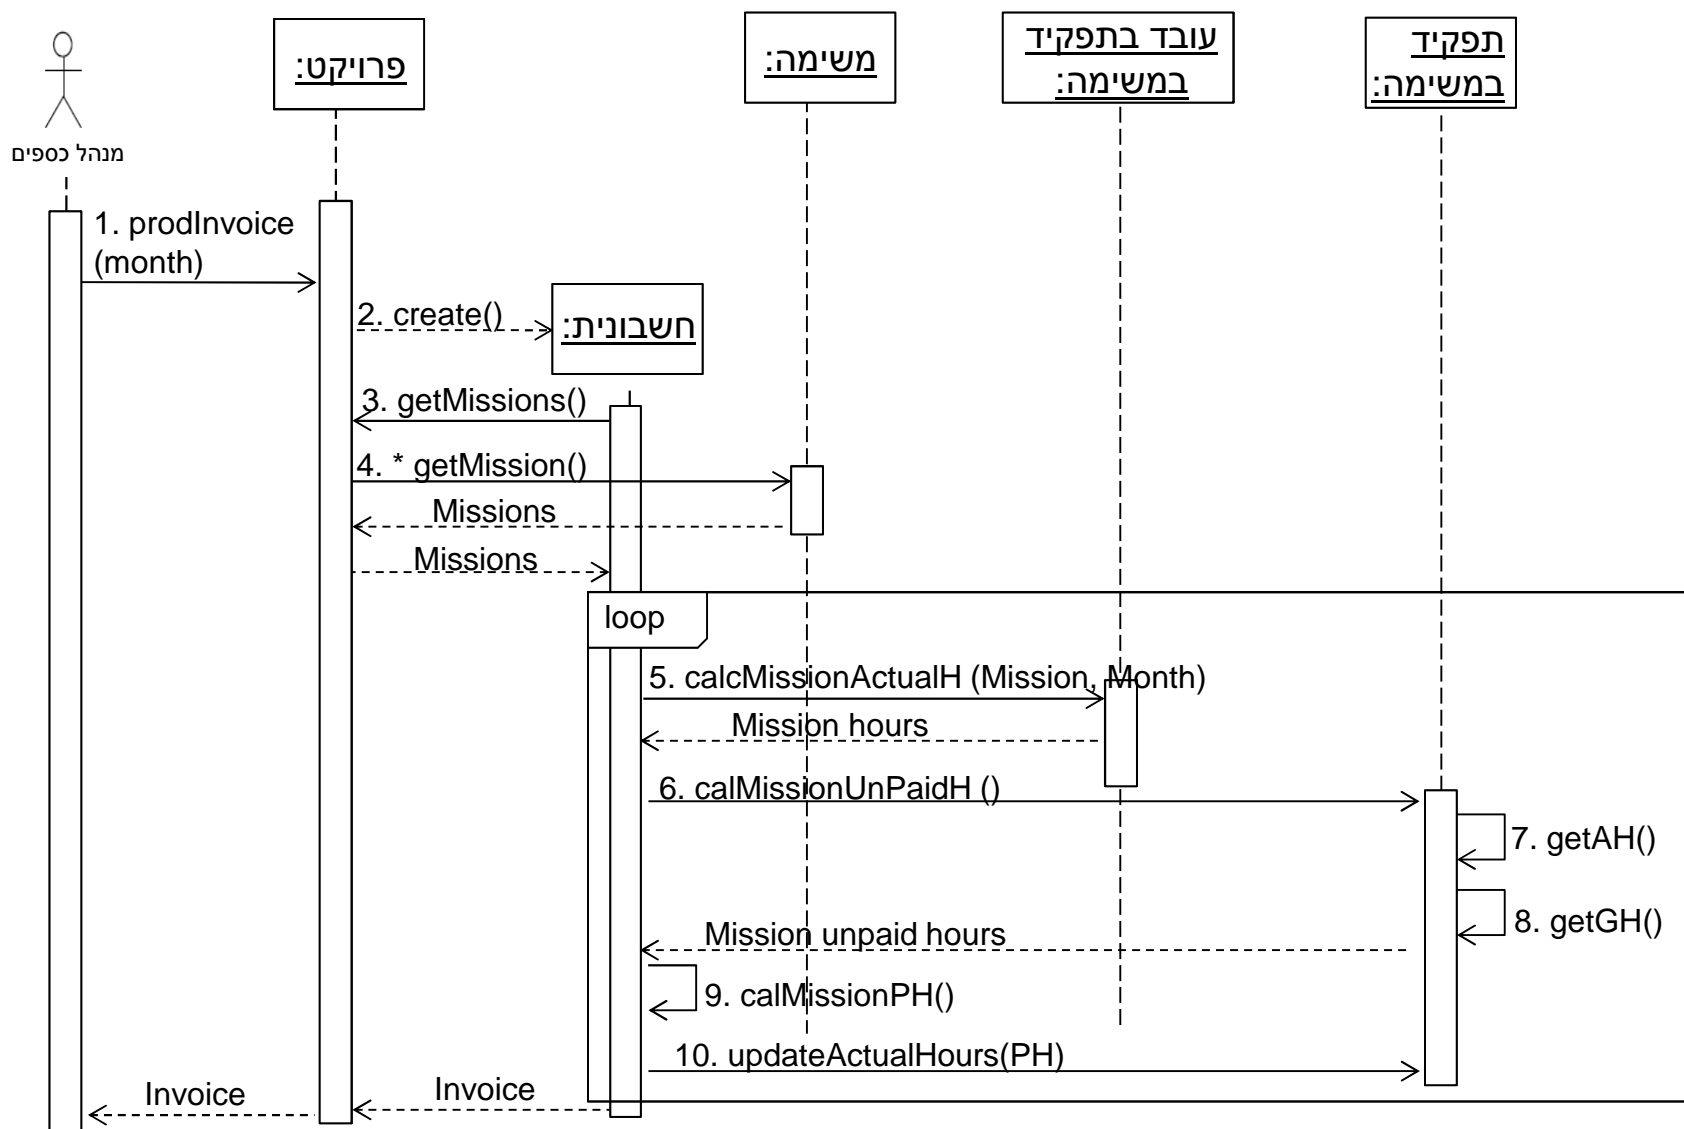 פרויקט:
משימה:
עובד בתפקיד
במשימה:
תפקיד
במשימה:
מנהל כספים
1. prodInvoice
(month)
2. create()
חשבונית:
3. getMissions()
4. * getMission()
Missions
Missions
loop
5. calcMissionActualH (Mission, Month)
Mission hours
6. calMissionUnPaidH ()
7. getAH()
8. getGH()
Mission unpaid hours
9. calMissionPH()
10. updateActualHours(PH)
Invoice
Invoice